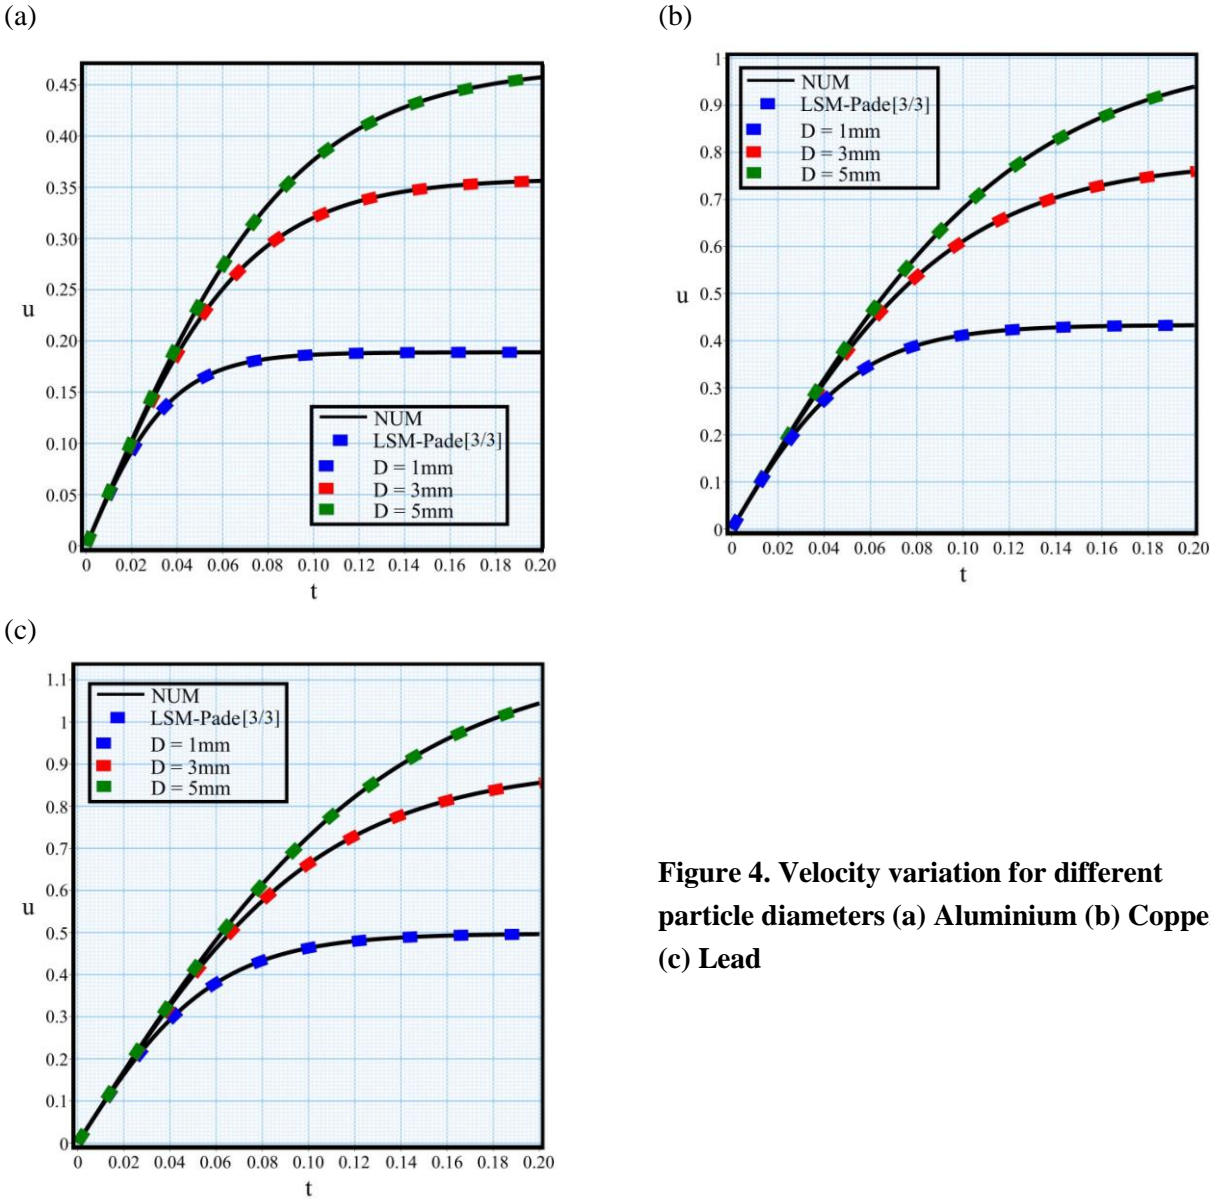 (a)
0.45
0.40
0.35
0.30
0.25
u
0.20
0.15
0.10
0.05
0
NUM
LSM-Pade[3/3]
D = 1mm
D = 3mm
D = 5mm
0 0.02 0.04 0.06 0.08 0.10 0.12 0.14 0.16 0.18 0.20
t
(b)
1
0.9
0.8
0.7
0.6
u 0.5
0.4
0.3
0.2
0.1
0
NUM
LSM-Pade[3/3]
D = 1mm
D = 3mm
D = 5mm
0 0.02 0.04 0.06 0.08 0.10 0.12 0.14 0.16 0.18 0.20
t
(c)
1.1
1
0.9
0.8
0.7
0.6
u
0.5
0.4
0.3
0.2
0.1
0
NUM
LSM-Pade[3/3]
D = 1mm
D = 3mm
D = 5mm
0 0.02 0.04 0.06 0.08 0.10 0.12 0.14 0.16 0.18 0.20
t
Figure 4. Velocity variation for different
particle diameters (a) Aluminium (b) Coppe
(c) Lead